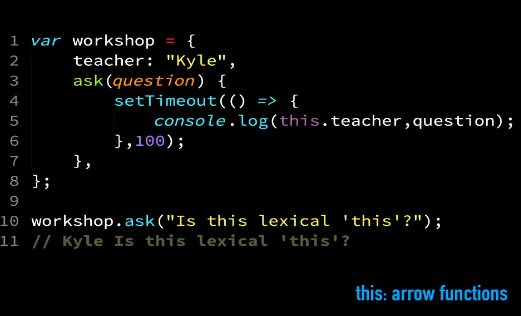 1 var workshop = {
2     teacher: "Kyle",
3     ask(question) {
4         setTimeout(() => {
5             console.log(this.teacher,question);
6         },100);
7     },
8 };
9
10 workshop.ask("Is this lexical 'this'?");
11 // Kyle Is this lexical 'this'?
this: arrow functions